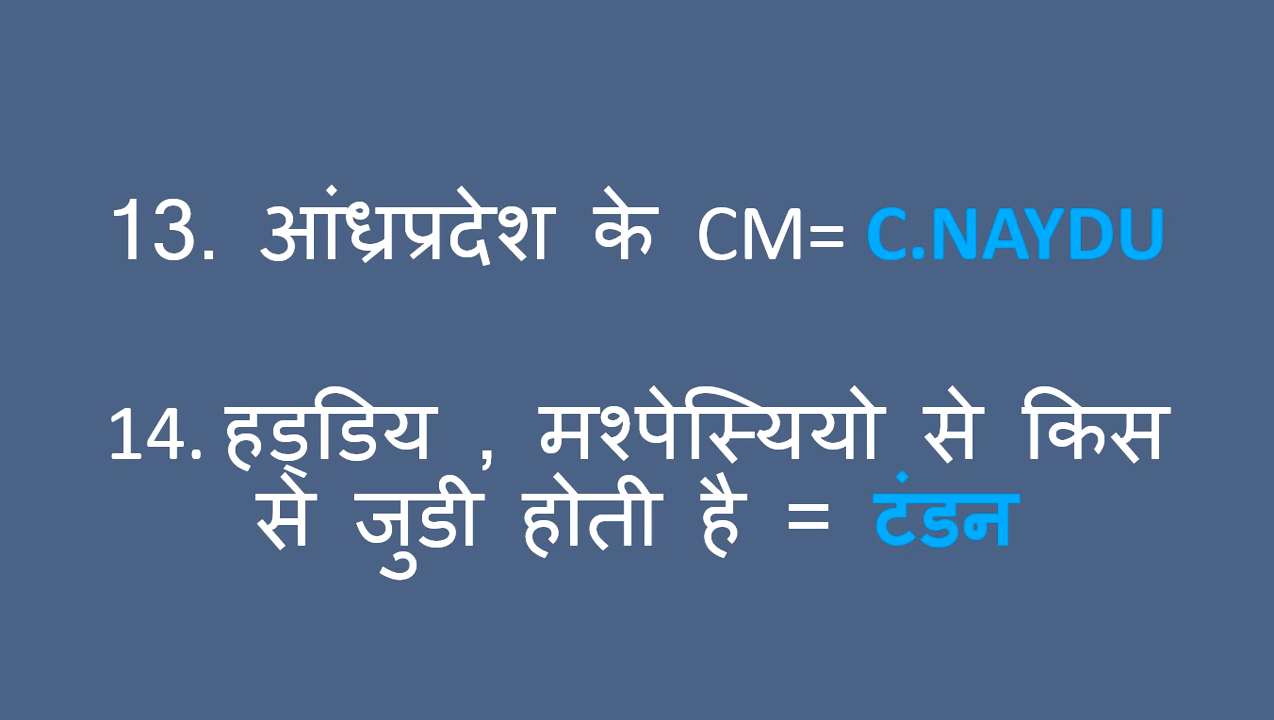 13. आंध्रप्रदेश के CM= C.NAYDU
14. हड्डिय , मश्पेस्यियो से किस
से जुडी होती है = टंडन